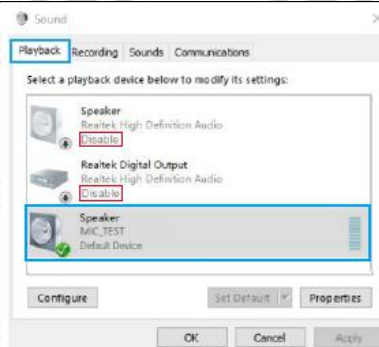 Sound
Playback Recording Sounds Communications
Select a playback device below to modify its settings:
Speaker
Realtek High Definition Audio
Disable
Realtek Digital Output
Realtek High Definition Audio
Disable
Speaker
MIC_TEST
Default Device
Configure Set Default Properties
OK Cancel Apply